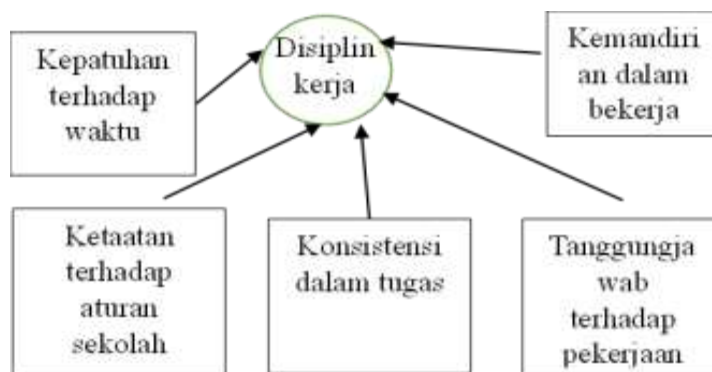 Kepatuhan
terhadap
waktu
Disiplin
kerja
Kemandiri
an dalam
bekerja
Ketaatan
terhadap
aturan
sekolah
Konsistensi
dalam tugas
Tanggungja
wab
terhadap
pekerjaan